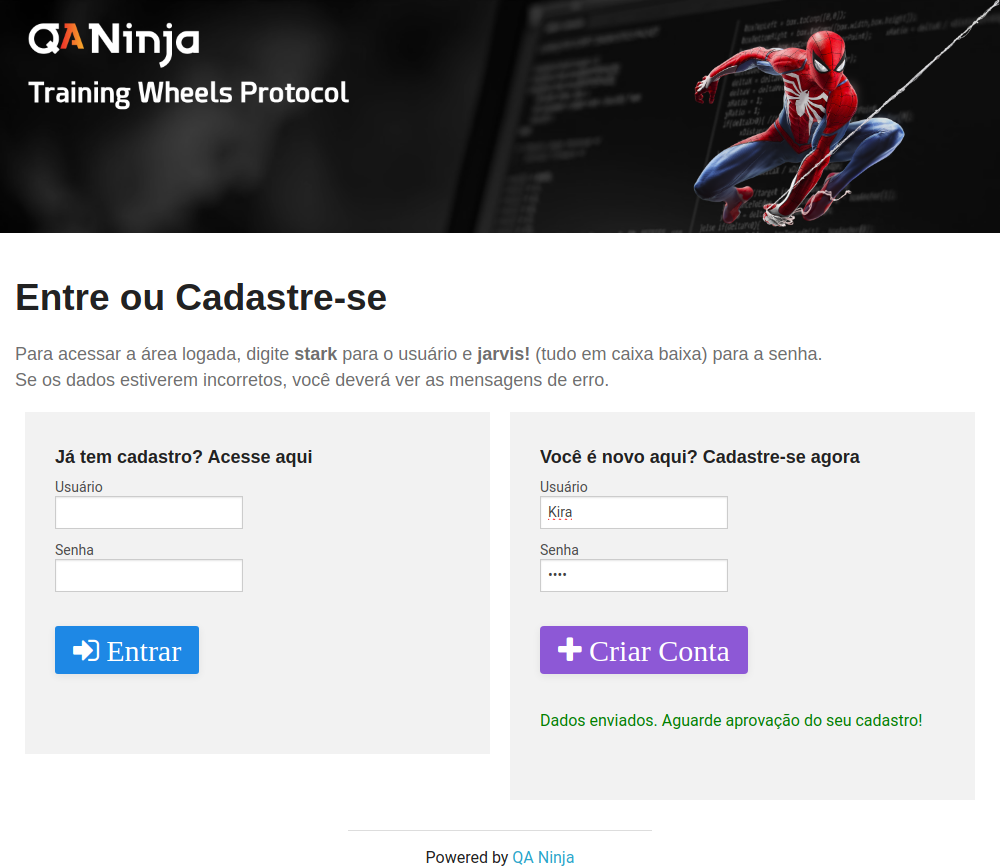 QANinja
Training Wheels Protocol
Entre ou Cadastre-se
Para acessar a área logada, digite stark para o usuário e jarvis! (tudo em caixa baixa) para a senha.
Se os dados estiverem incorretos, você deverá ver as mensagens de erro.
Já tem cadastro? Acesse aqui
Usuário
Senha
Entrar
Você é novo aqui? Cadastre-se agora
Usuário
Kira
Senha
••••
Criar Conta
Dados enviados. Aguarde aprovação do seu cadastro!
Powered by QA Ninja